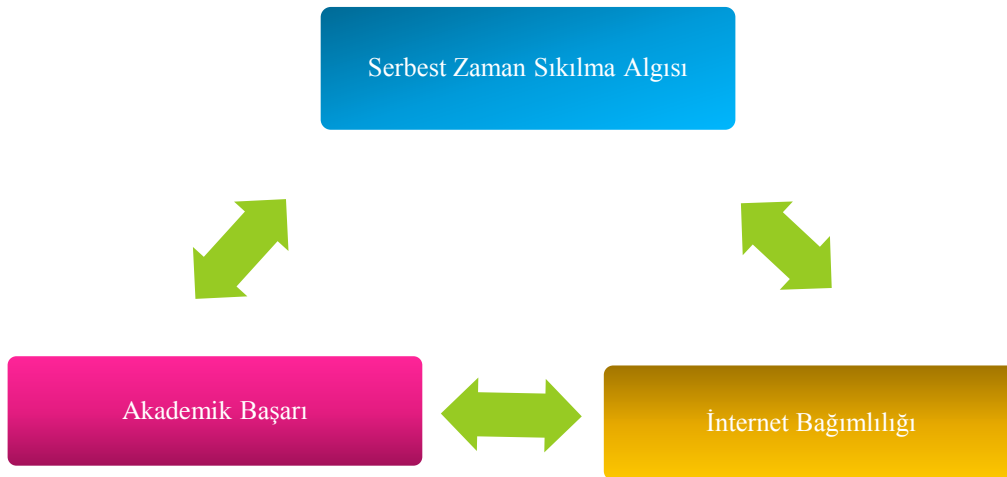 Serbest Zaman Sıkılma Algısı
Akademik Başarı
İnternet Bağımlılığı